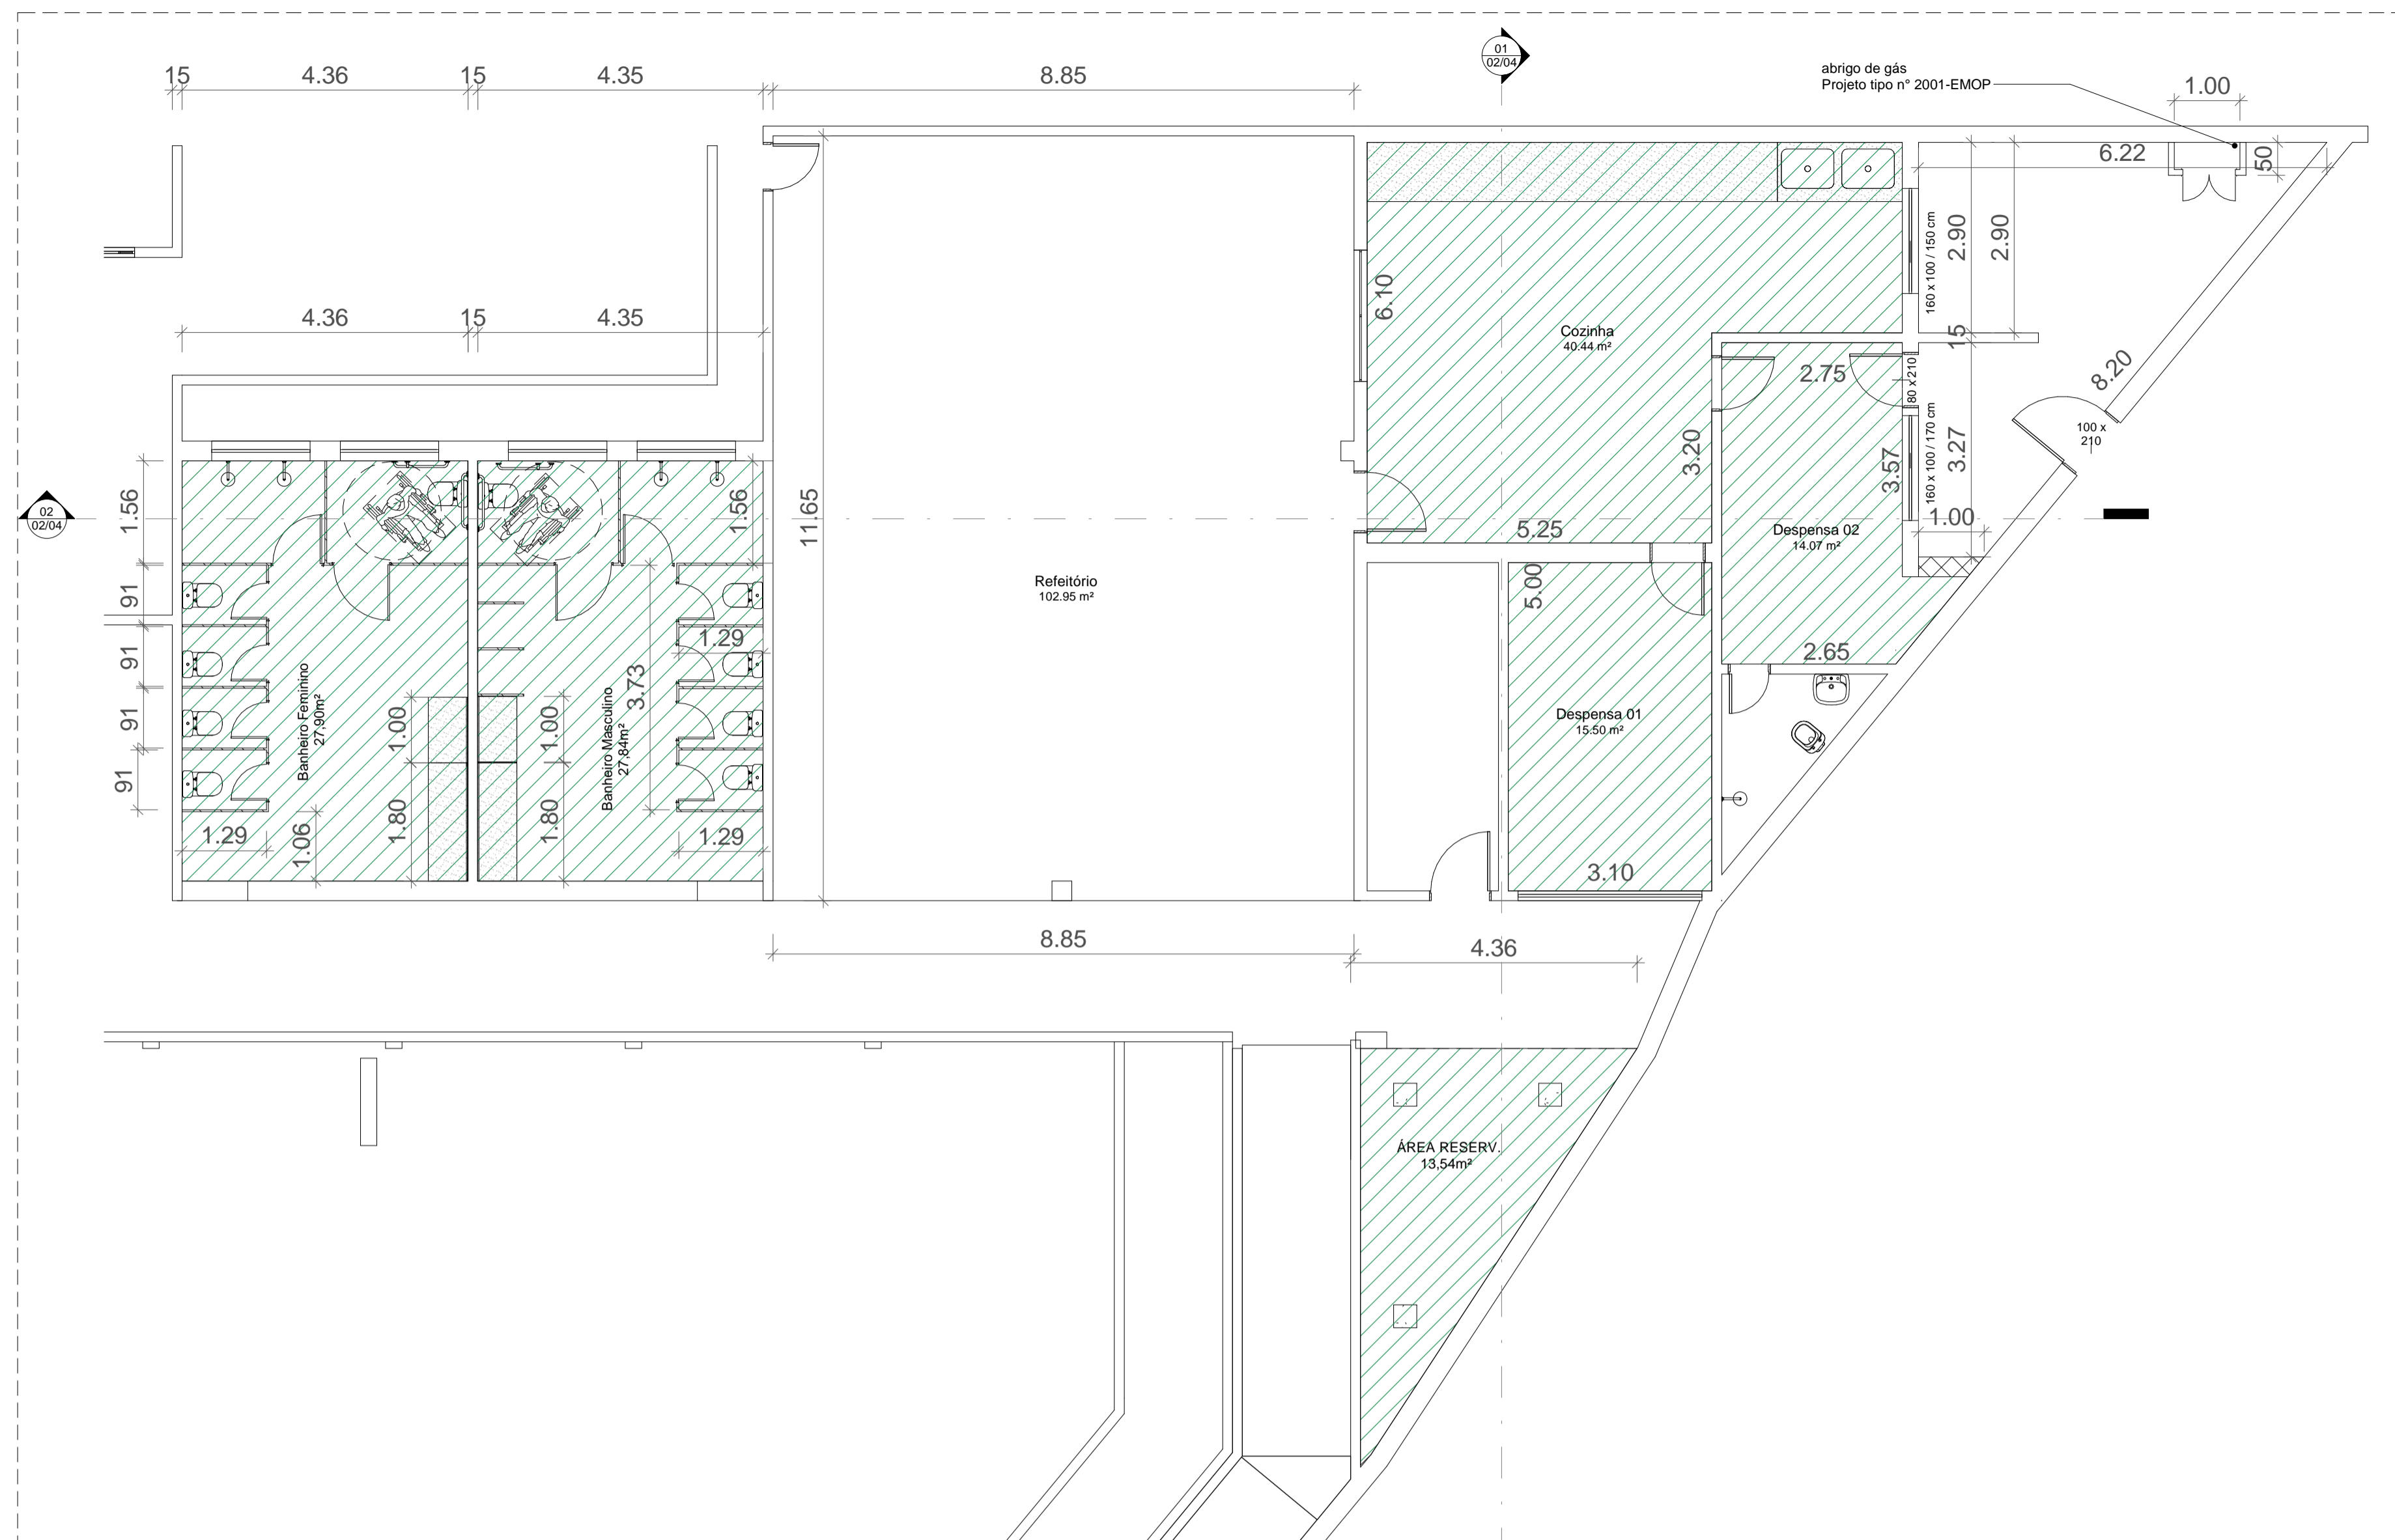 15
4.36
15
4.35
8.85
01
02/04
abrigo de gás
Projeto tipo n° 2001-EMOP
1.00
6.22
50
2.90
2.90
160 x 100 / 150 cm
6.10
Cozinha
40.44 m²
4.36
15
4.35
15
80 x 210
2.75
8.20
100 x
210
3.20
3.57
160 x 100 / 170 cm
3.27
1.00
02
02/04
1.56
1.56
11.65
5.25
Despensa 02
14.07 m²
Refeitório
102.95 m²
5.00
91
91
91
91
1.29
3.73
2.65
Banheiro Feminino
27,90m²
1.00
1.00
Banheiro Masculino
27,84m²
Despensa 01
15.50 m²
1.29
1.06
1.80
1.80
1.29
3.10
8.85
4.36
ÁREA RESERV.
13,54m²